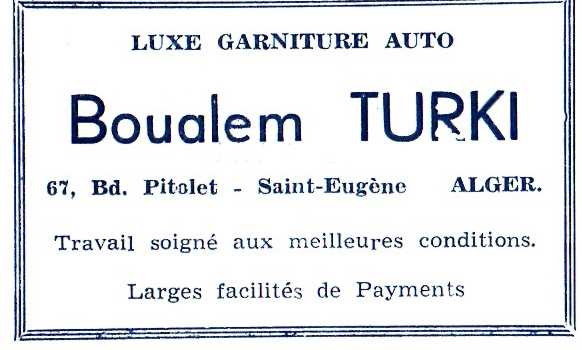 LUXE GARNITURE AUTO
Boualem TURKI
67, Bd. Pitolet - Saint-Eugène ALGER.
Travail soigné aux meilleures conditions.
Larges facilités de Payments